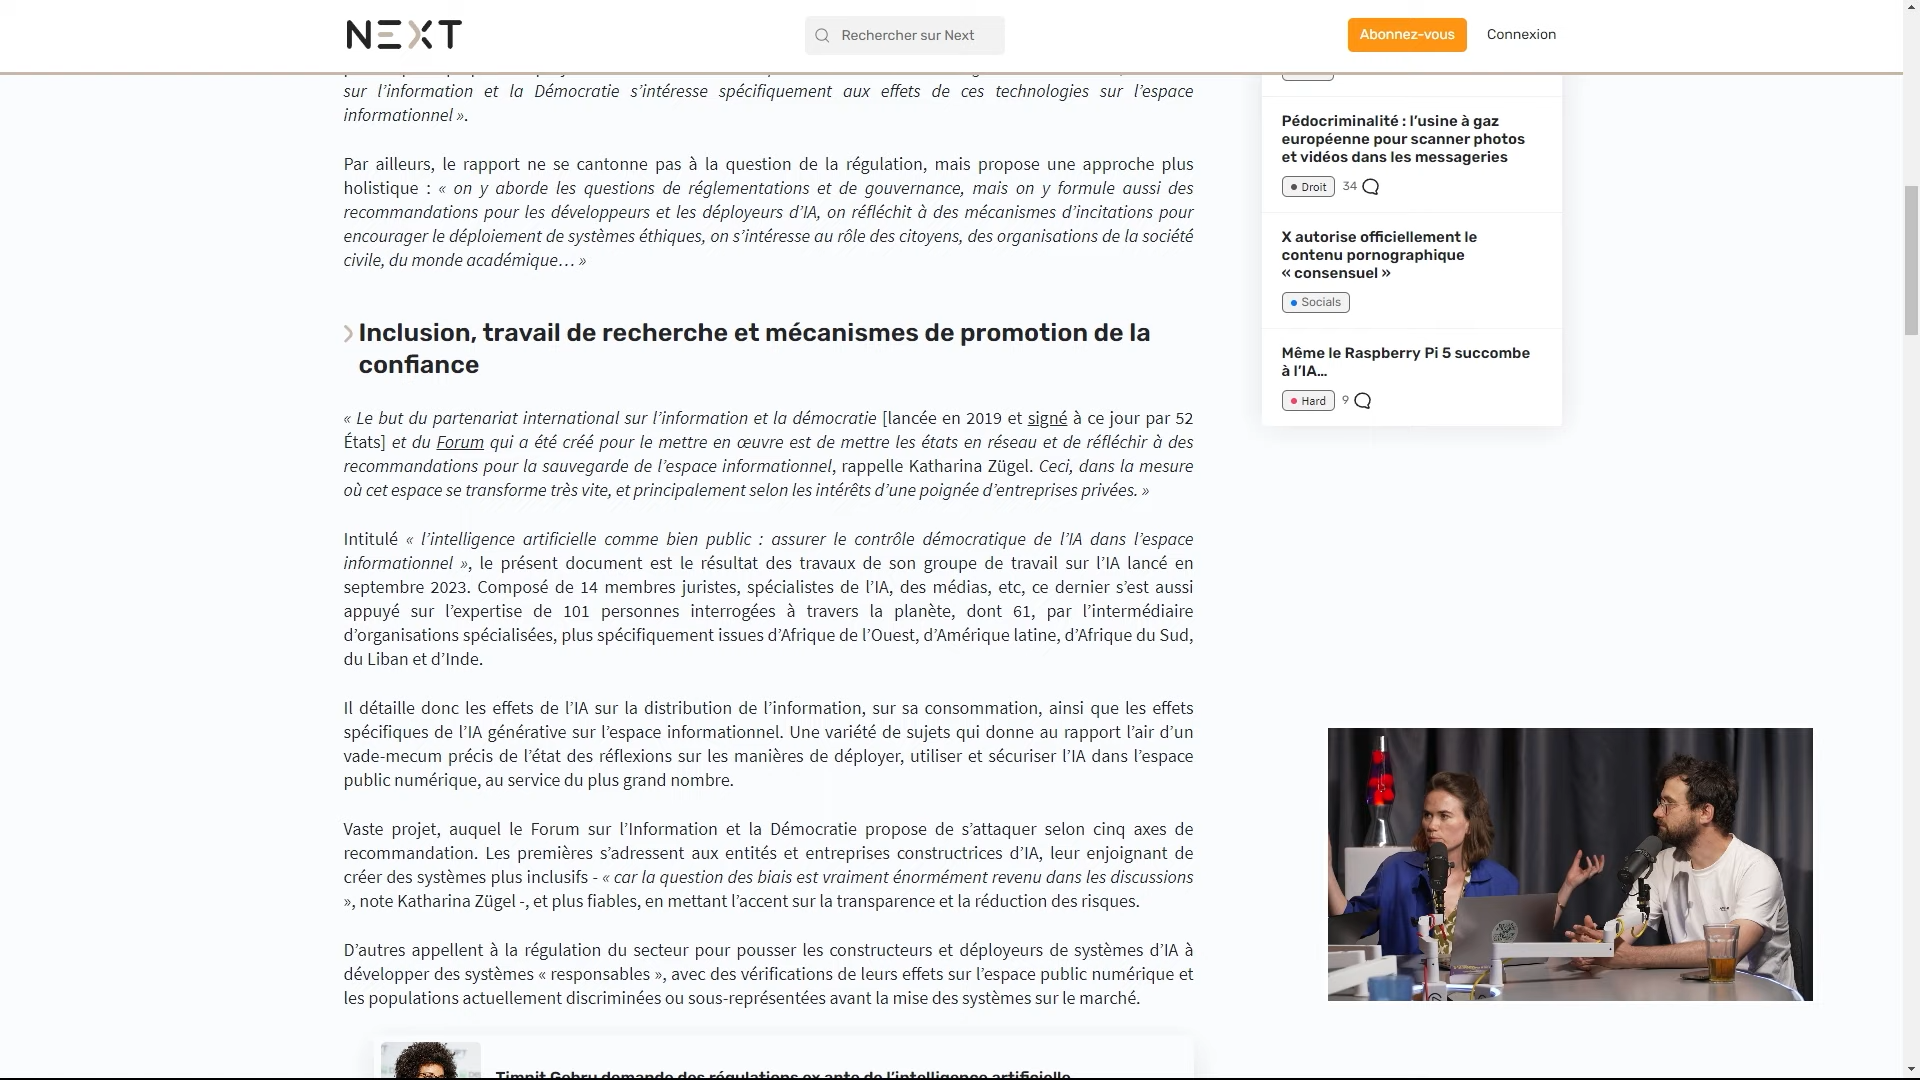 NEXT
Rechercher sur Next
Abonnez-vous
Connexion
sur l’information et la Démocratie s’intéresse spécifiquement aux effets de ces technologies sur l’espace
informationnel ».
Par ailleurs, le rapport ne se cantonne pas à la question de la régulation, mais propose une approche plus
holistique : « on y aborde les questions de réglementations et de gouvernance, mais on y formule aussi des
recommandations pour les développeurs et les déployeurs d’IA, on réfléchit à des mécanismes d’incitations pour
encourager le déploiement de systèmes éthiques, on s’intéresse au rôle des citoyens, des organisations de la société
civile, du monde académique… »
Inclusion, travail de recherche et mécanismes de promotion de la
confiance
« Le but du partenariat international sur l’information et la démocratie [lancée en 2019 et signé à ce jour par 52
États] et du Forum qui a été créé pour le mettre en œuvre est de mettre les états en réseau et de réfléchir à des
recommandations pour la sauvegarde de l’espace informationnel, rappelle Katharina Zügel. Ceci, dans la mesure
où cet espace se transforme très vite, et principalement selon les intérêts d’une poignée d’entreprises privées. »
Intitulé « l’intelligence artificielle comme bien public : assurer le contrôle démocratique de l’IA dans l’espace
informationnel », le présent document est le résultat des travaux de son groupe de travail sur l’IA lancé en
septembre 2023. Composé de 14 membres juristes, spécialistes de l’IA, des médias, etc, ce dernier s’est aussi
appuyé sur l’expertise de 101 personnes interrogées à travers la planète, dont 61, par l’intermédiaire
d’organisations spécialisées, plus spécifiquement issues d’Afrique de l’Ouest, d’Amérique latine, d’Afrique du Sud,
du Liban et d’Inde.
Il détaille donc les effets de l’IA sur la distribution de l’information, sur sa consommation, ainsi que les effets
spécifiques de l’IA générative sur l’espace informationnel. Une variété de sujets qui donne au rapport l’air d’un
vade-mecum précis de l’état des réflexions sur les manières de déployer, utiliser et sécuriser l’IA dans l’espace
public numérique, au service du plus grand nombre.
Vaste projet, auquel le Forum sur l’Information et la Démocratie propose de s’attaquer selon cinq axes de
recommandation. Les premières s’adressent aux entités et entreprises constructrices d’IA, leur enjoignant de
créer des systèmes plus inclusifs - « car la question des biais est vraiment énormément revenu dans les discussions
», note Katharina Zügel -, et plus fiables, en mettant l’accent sur la transparence et la réduction des risques.
D’autres appellent à la régulation du secteur pour pousser les constructeurs et déployeurs de systèmes d’IA à
développer des systèmes « responsables », avec des vérifications de leurs effets sur l’espace public numérique et
les populations actuellement discriminées ou sous-représentées avant la mise des systèmes sur le marché.
Timnit Gebru demande des régulations ex ante de l’intelligence artificielle
Pédocriminalité : l’usine à gaz
européenne pour scanner photos
et vidéos dans les messageries
Droit 34
X autorise officiellement le
contenu pornographique
« consensuel »
Socials
Même le Raspberry Pi 5 succombe
à l’IA…
Hard 9